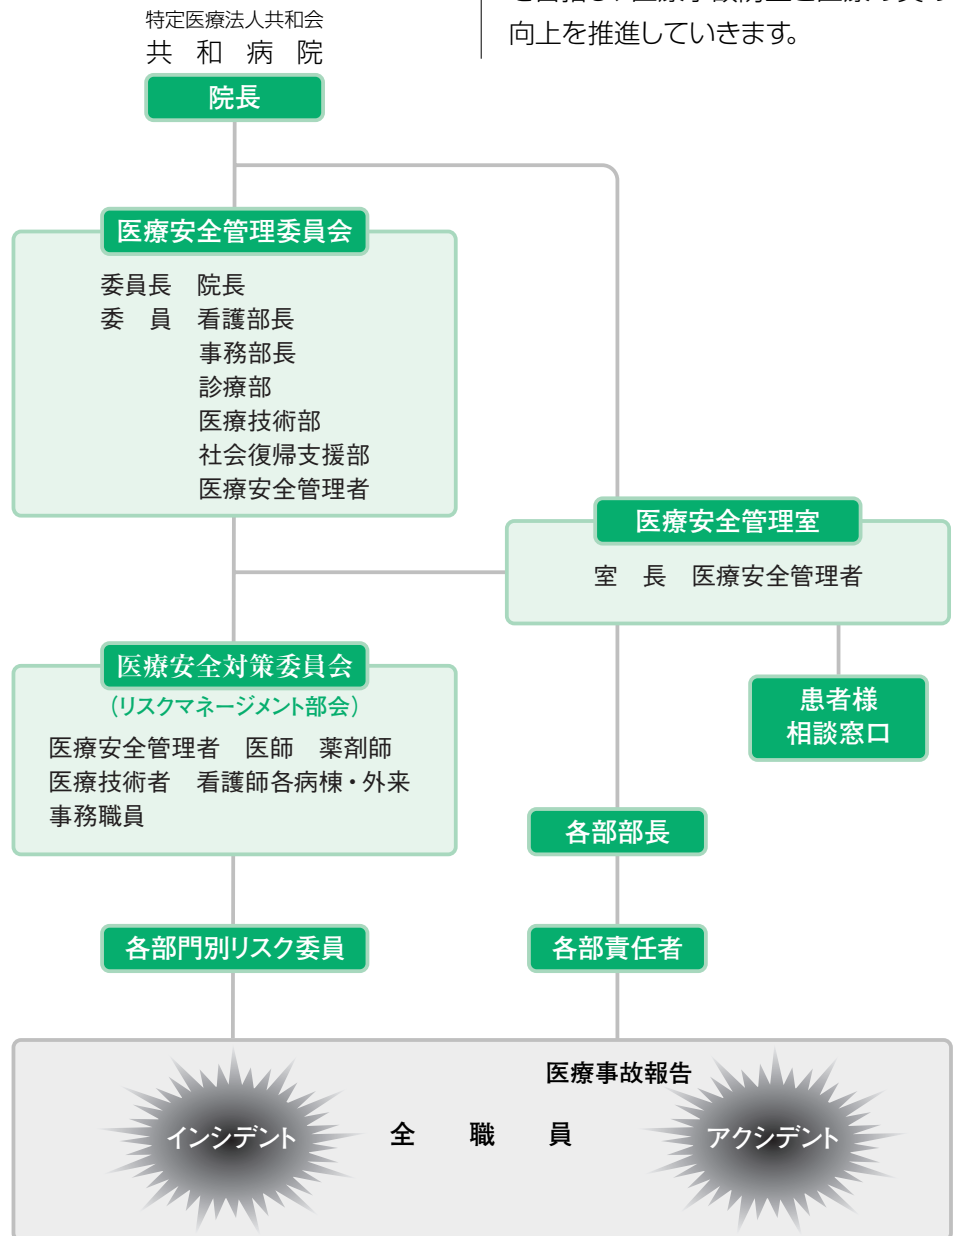 向上を推進していきます。
特定医療法人共和会
共和病院
院長
医療安全管理委員会
委員長 院長
委 員 看護部長
事務部長
診療部
医療技術部
社会復帰支援部
医療安全管理者
医療安全管理室
室 長 医療安全管理者
医療安全対策委員会
（リスクマネージメント部会）
医療安全管理者 医師 薬剤師
医療技術者 看護師各病棟・外来
事務職員
患者様
相談窓口
各部部長
各部門別リスク委員
各部責任者
医療事故報告
インシデント
全 職 員
アクシデント